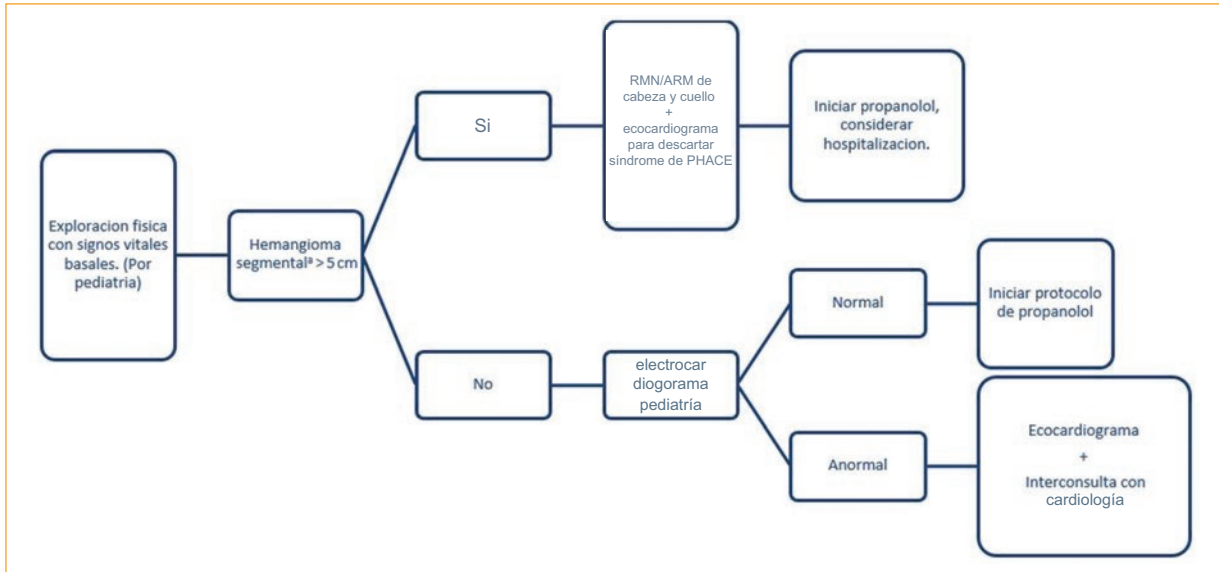 Exploracion fisica
con signos vitales
basales. (Por
pediatria)
Hemangioma
segmentalª > 5 cm
Si
RMN/ARM de
cabeza y cuello
+
ecocardiograma
para descartar
síndrome de PHACE
Iniciar propanolol,
considerar
hospitalizacion.
No
electrocar
diogorama
pediatría
Normal
Iniciar protocolo
de propanolol
Anormal
Ecocardiograma
+
Interconsulta con
cardiología